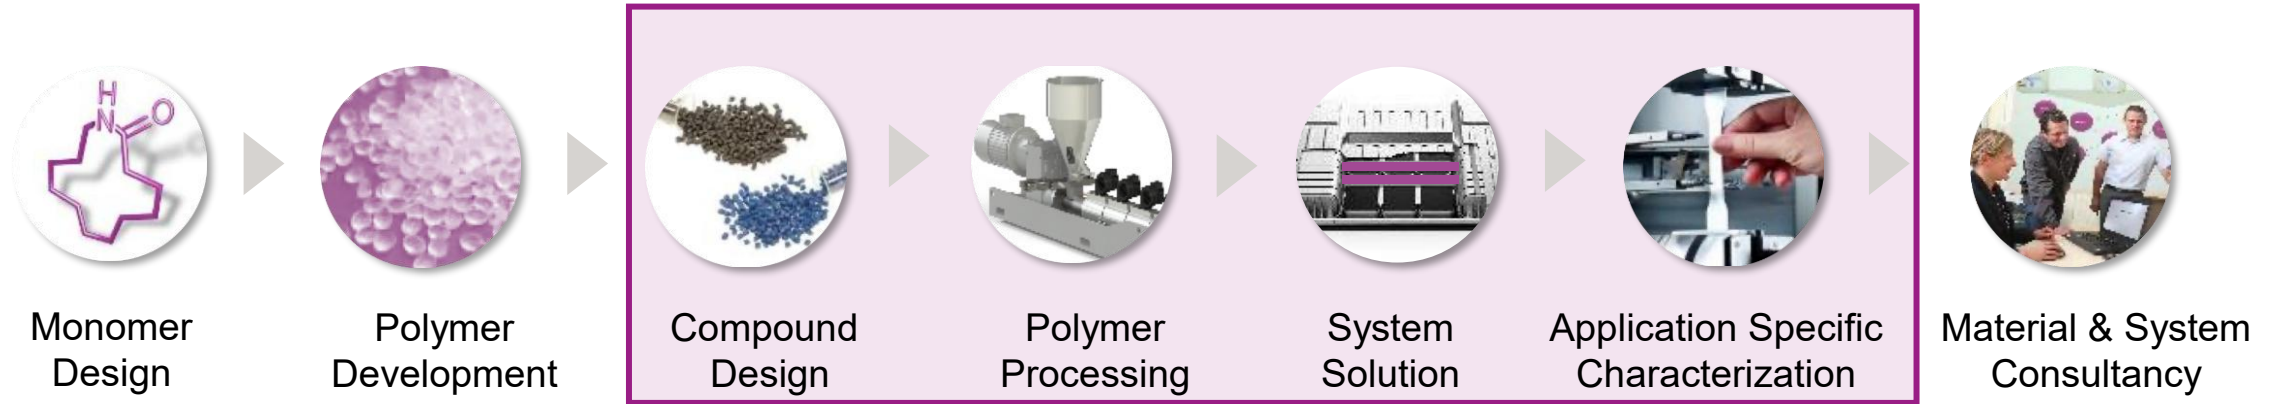 H
N
O
Monomer
Design
Polymer
Development
Compound
Design
Polymer
Processing
System
Solution
Application Specific
Characterization
Material & System
Consultancy